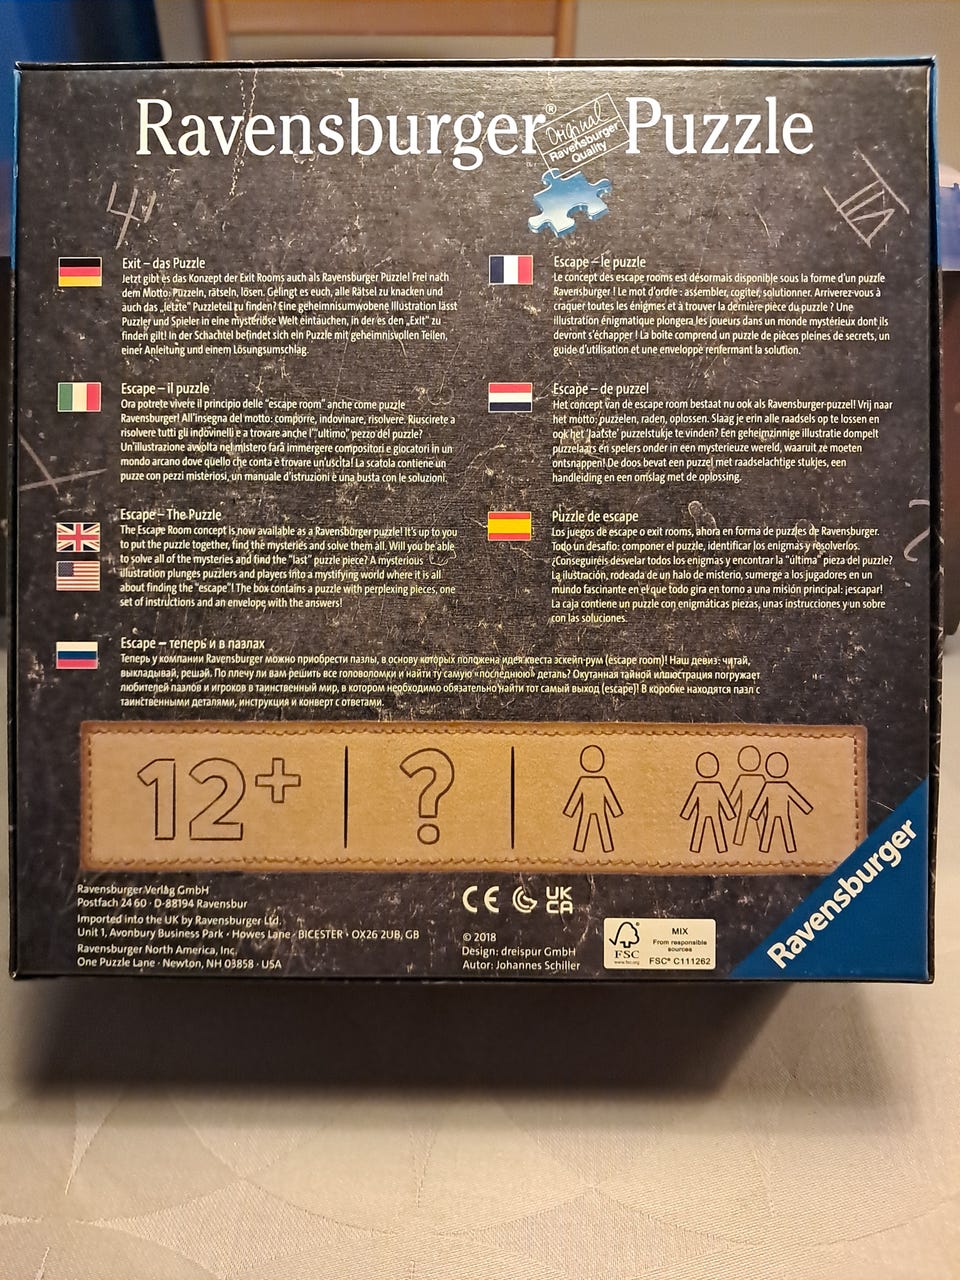 Ravensburger® Puzzle
Original
Ravensburger
Quality
4
VII
Exit – das Puzzle
Jetzt gibt es das Konzept der Exit Rooms auch als Ravensburger Puzzle! Frei nach
dem Motto: Puzzeln, rätseln, lösen. Gelingt es euch, alle Rätsel zu knacken und
auch das „letzte“ Puzzleteil zu finden? Eine geheimnisumwobene Illustration lässt
Puzzler und Spieler in eine mysteriöse Welt eintauchen, in der es den „Exit“ zu
finden gilt! In der Schachtel befindet sich ein Puzzle mit geheimnisvollen Teilen,
einer Anleitung und einem Lösungsumschlag.
Escape – le puzzle
Le concept des escape rooms est désormais disponible sous la forme d'un puzzle
Ravensburger ! Le mot d'ordre : assembler, cogiter, solutionner. Arriverez-vous à
craquer toutes les énigmes et à trouver la dernière pièce du puzzle ? Une
illustration énigmatique plongera les joueurs dans un monde mystérieux dont ils
devront s'échapper ! La boîte comprend un puzzle de pièces pleines de secrets, un
guide d'utilisation et une enveloppe renfermant la solution.
Escape – il puzzle
Ora potrete vivere il principio delle “escape room” anche come puzzle
Ravensburger! All'insegna del motto: comporre, indovinare, risolvere. Riuscirete a
risolvere tutti gli indovinelli e a trovare anche l'“ultimo” pezzo del puzzle?
Un'illustrazione avvolta nel mistero farà immergere compositori e giocatori in un
mondo arcano dove quello che conta è trovare un'uscita! La scatola contiene un
puzze con pezzi misteriosi, un manuale d'istruzioni e una busta con le soluzioni.
Escape – de puzzel
Het concept van de escape room bestaat nu ook als Ravensburger-puzzel! Vrij naar
het motto: puzzelen, raden, oplossen. Slaag je erin alle raadsels op te lossen en
ook het ‘laatste’ puzzelstukje te vinden? Een geheimzinnige illustratie dompelt
puzzelaars en spelers onder in een mysterieuze wereld, waaruit ze moeten
ontsnappen! De doos bevat een puzzel met raadselachtige stukjes, een
handleiding en een omslag met de oplossing.
Escape – The Puzzle
The Escape Room concept is now available as a Ravensburger puzzle! It's up to you
to put the puzzle together, find the mysteries and solve them all. Will you be able
to solve all of the mysteries and find the “last” puzzle piece? A mysterious
illustration plunges puzzlers and players into a mystifying world where it is all
about finding the “escape”! The box contains a puzzle with perplexing pieces, one
set of instructions and an envelope with the answers!
Puzzle de escape
Los juegos de escape o exit rooms, ahora en forma de puzzles de Ravensburger.
Todo un desafío: componer el puzzle, identificar los enigmas y resolverlos.
¿Conseguiréis desvelar todos los enigmas y encontrar la “última” pieza del puzzle?
La ilustración, rodeada de un halo de misterio, sumerge a los jugadores en un
mundo fascinante en el que todo gira en torno a una misión principal: ¡escapar!
La caja contiene un puzzle con enigmáticas piezas, unas instrucciones y un sobre
con las soluciones.
Escape – теперь и в пазлах
Теперь у компании Ravensburger можно приобрести пазлы, в основу которых положена идея квеста эскейп-рум (escape room)! Наш девиз: читай,
выкладывай, решай. По плечу ли вам решить все головоломки и найти ту самую «последнюю» деталь? Окутанная тайной иллюстрация погружает
любителей пазлов и игроков в таинственный мир, в котором необходимо обязательно найти тот самый выход (escape)! В коробке находятся пазл с
таинственными деталями, инструкция и конверт с ответами.
12+ ?
Ravensburger Verlag GmbH
Postfach 24 60 · D-88194 Ravensbur
Imported into the UK by Ravensburger Ltd.
Unit 1, Avonbury Business Park · Howes Lane · BICESTER · OX26 2UB, GB
Ravensburger North America, Inc.
One Puzzle Lane · Newton, NH 03858 · USA
CE UK
CA
© 2018
Design: dreispur GmbH
Autor: Johannes Schiller
FSC
www.fsc.org
MIX
From responsible
sources
FSC® C111262
Ravensburger